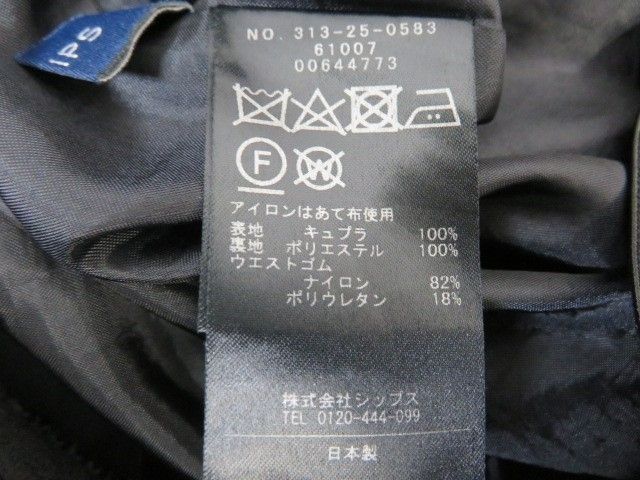 IPS
NO. 313-25-0583
61007
00644773
F
W
アイロンはあて布使用
表地 キュプラ 100%
裏地 ポリエステル 100%
ウエストゴム
ナイロン 82%
ポリウレタン 18%
株式会社シップス
TEL 0120-444-099
日本製